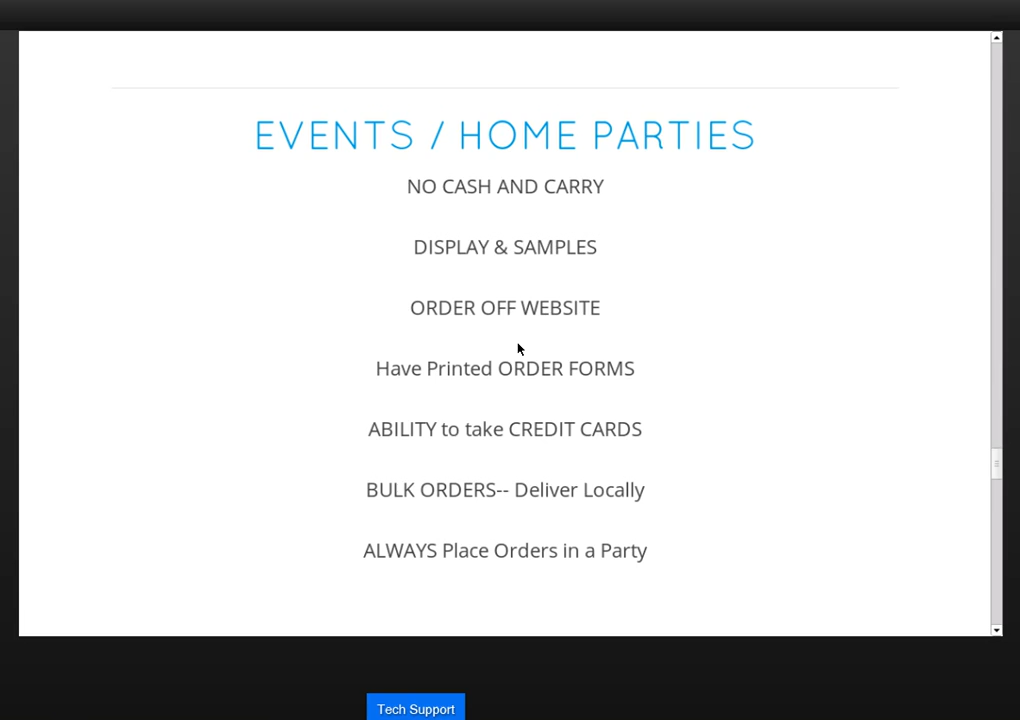 EVENTS / HOME PARTIES
NO CASH AND CARRY
DISPLAY & SAMPLES
ORDER OFF WEBSITE
Have Printed ORDER FORMS
ABILITY to take CREDIT CARDS
BULK ORDERS-- Deliver Locally
ALWAYS Place Orders in a Party
Tech Support